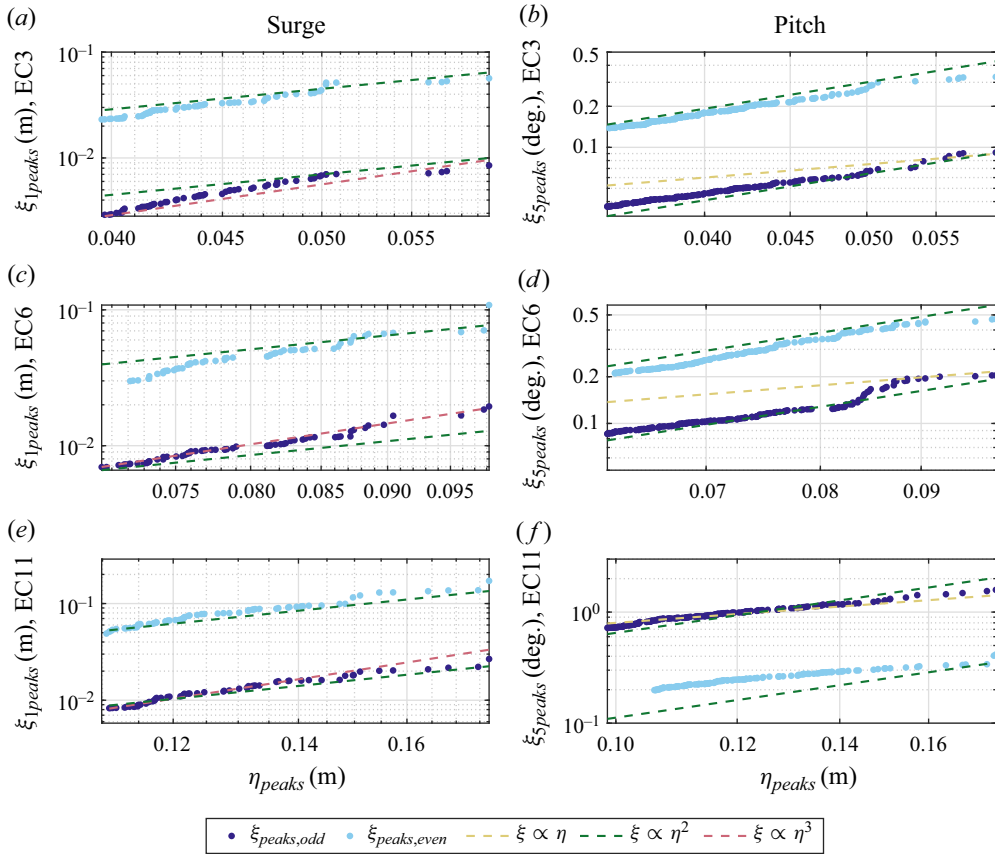 (a) Surge (b) Pitch
ξ1peaks (m), EC3
10⁻¹
10⁻²
0.040 0.045 0.050 0.055
ξ5peaks (deg.), EC3
0.5
0.2
0.1
0.040 0.045 0.050 0.055
(c) (d)
ξ1peaks (m), EC6
10⁻¹
10⁻²
0.075 0.080 0.085 0.090 0.095
ξ5peaks (deg.), EC6
0.5
0.2
0.1
0.07 0.08 0.09
(e) (f)
ξ1peaks (m), EC11
10⁻¹
10⁻²
0.12 0.14 0.16
ηpeaks (m)
ξ5peaks (deg.), EC11
10⁰
10⁻¹
0.10 0.12 0.14 0.16
ηpeaks (m)
ξpeaks,odd ξpeaks,even ξ ∝ η ξ ∝ η² ξ ∝ η³